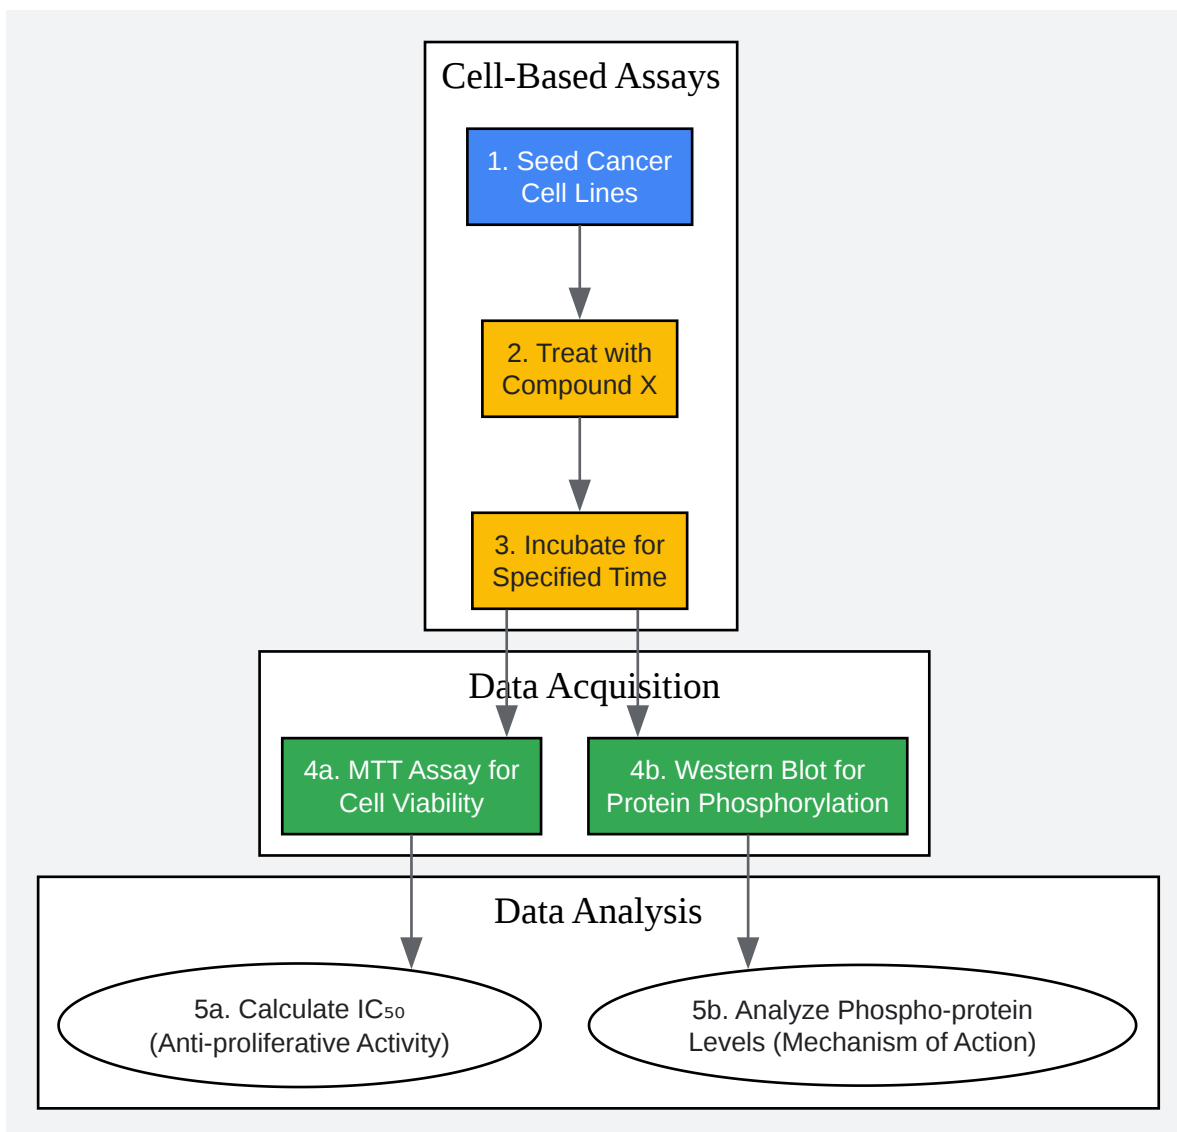 Cell-Based Assays
1. Seed Cancer
Cell Lines
2. Treat with
Compound X
3. Incubate for
Specified Time
Data Acquisition
4a. MTT Assay for
Cell Viability
4b. Western Blot for
Protein Phosphorylation
Data Analysis
5a. Calculate IC₅₀
(Anti-proliferative Activity)
5b. Analyze Phospho-protein
Levels (Mechanism of Action)